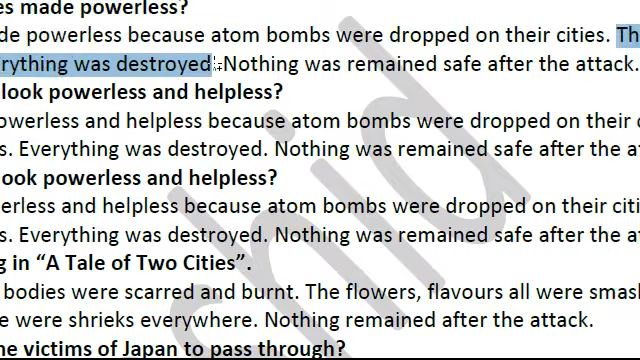 es made powerless?
de powerless because atom bombs were dropped on their cities. Th
rything was destroyed. Nothing was remained safe after the attack.
look powerless and helpless?
owerless and helpless because atom bombs were dropped on their c
s. Everything was destroyed. Nothing was remained safe after the at
ook powerless and helpless?
erless and helpless because atom bombs were dropped on their citi
s. Everything was destroyed. Nothing was remained safe after the at
g in “A Tale of Two Cities”.
bodies were scarred and burnt. The flowers, flavours all were smas
e were shrieks everywhere. Nothing remained after the attack.
he victims of Japan to pass through?